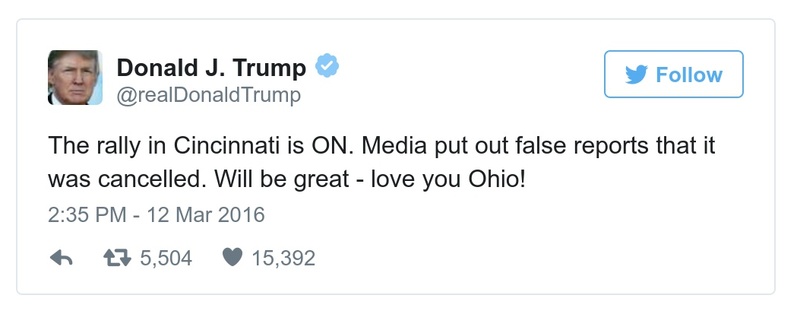 Donald J. Trump
@realDonaldTrump
Follow
The rally in Cincinnati is ON. Media put out false reports that it
was cancelled. Will be great - love you Ohio!
2:35 PM - 12 Mar 2016
5,504 15,392